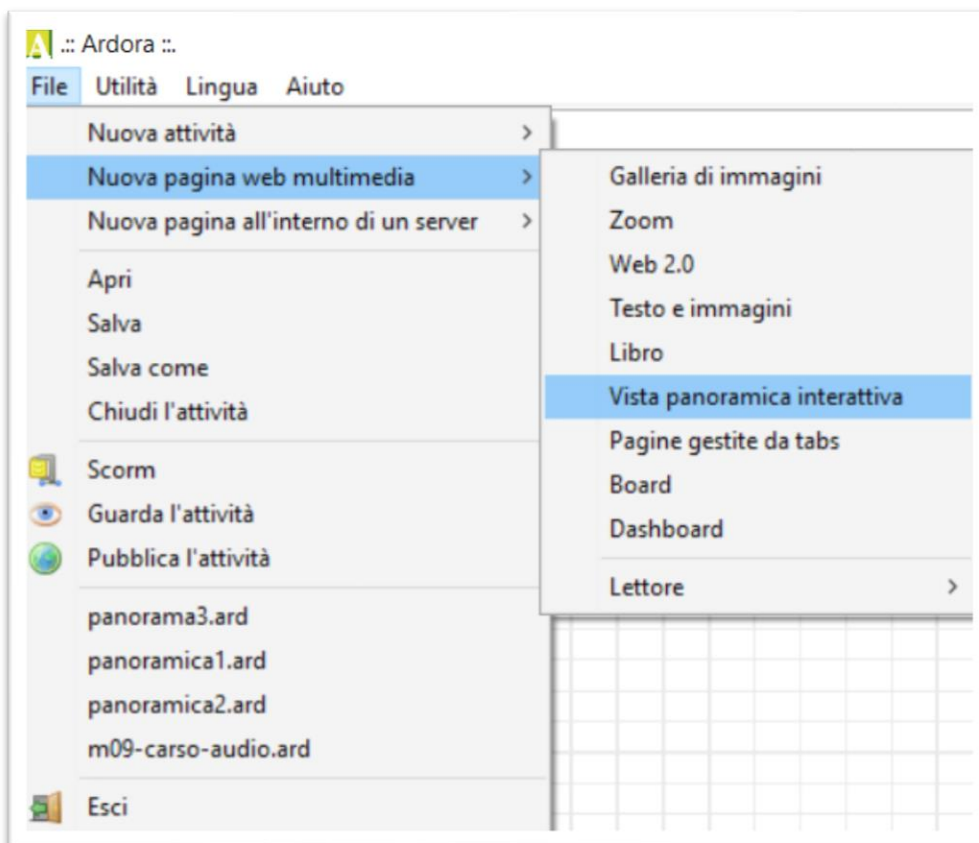 .:: Ardora ::.
File Utilità Lingua Aiuto
Nuova attività >
Nuova pagina web multimedia >
Nuova pagina all'interno di un server >
Apri
Salva
Salva come
Chiudi l'attività
Scorm
Guarda l'attività
Pubblica l'attività
panorama3.ard
panoramica1.ard
panoramica2.ard
m09-carso-audio.ard
Esci
Galleria di immagini
Zoom
Web 2.0
Testo e immagini
Libro
Vista panoramica interattiva
Pagine gestite da tabs
Board
Dashboard
Lettore >